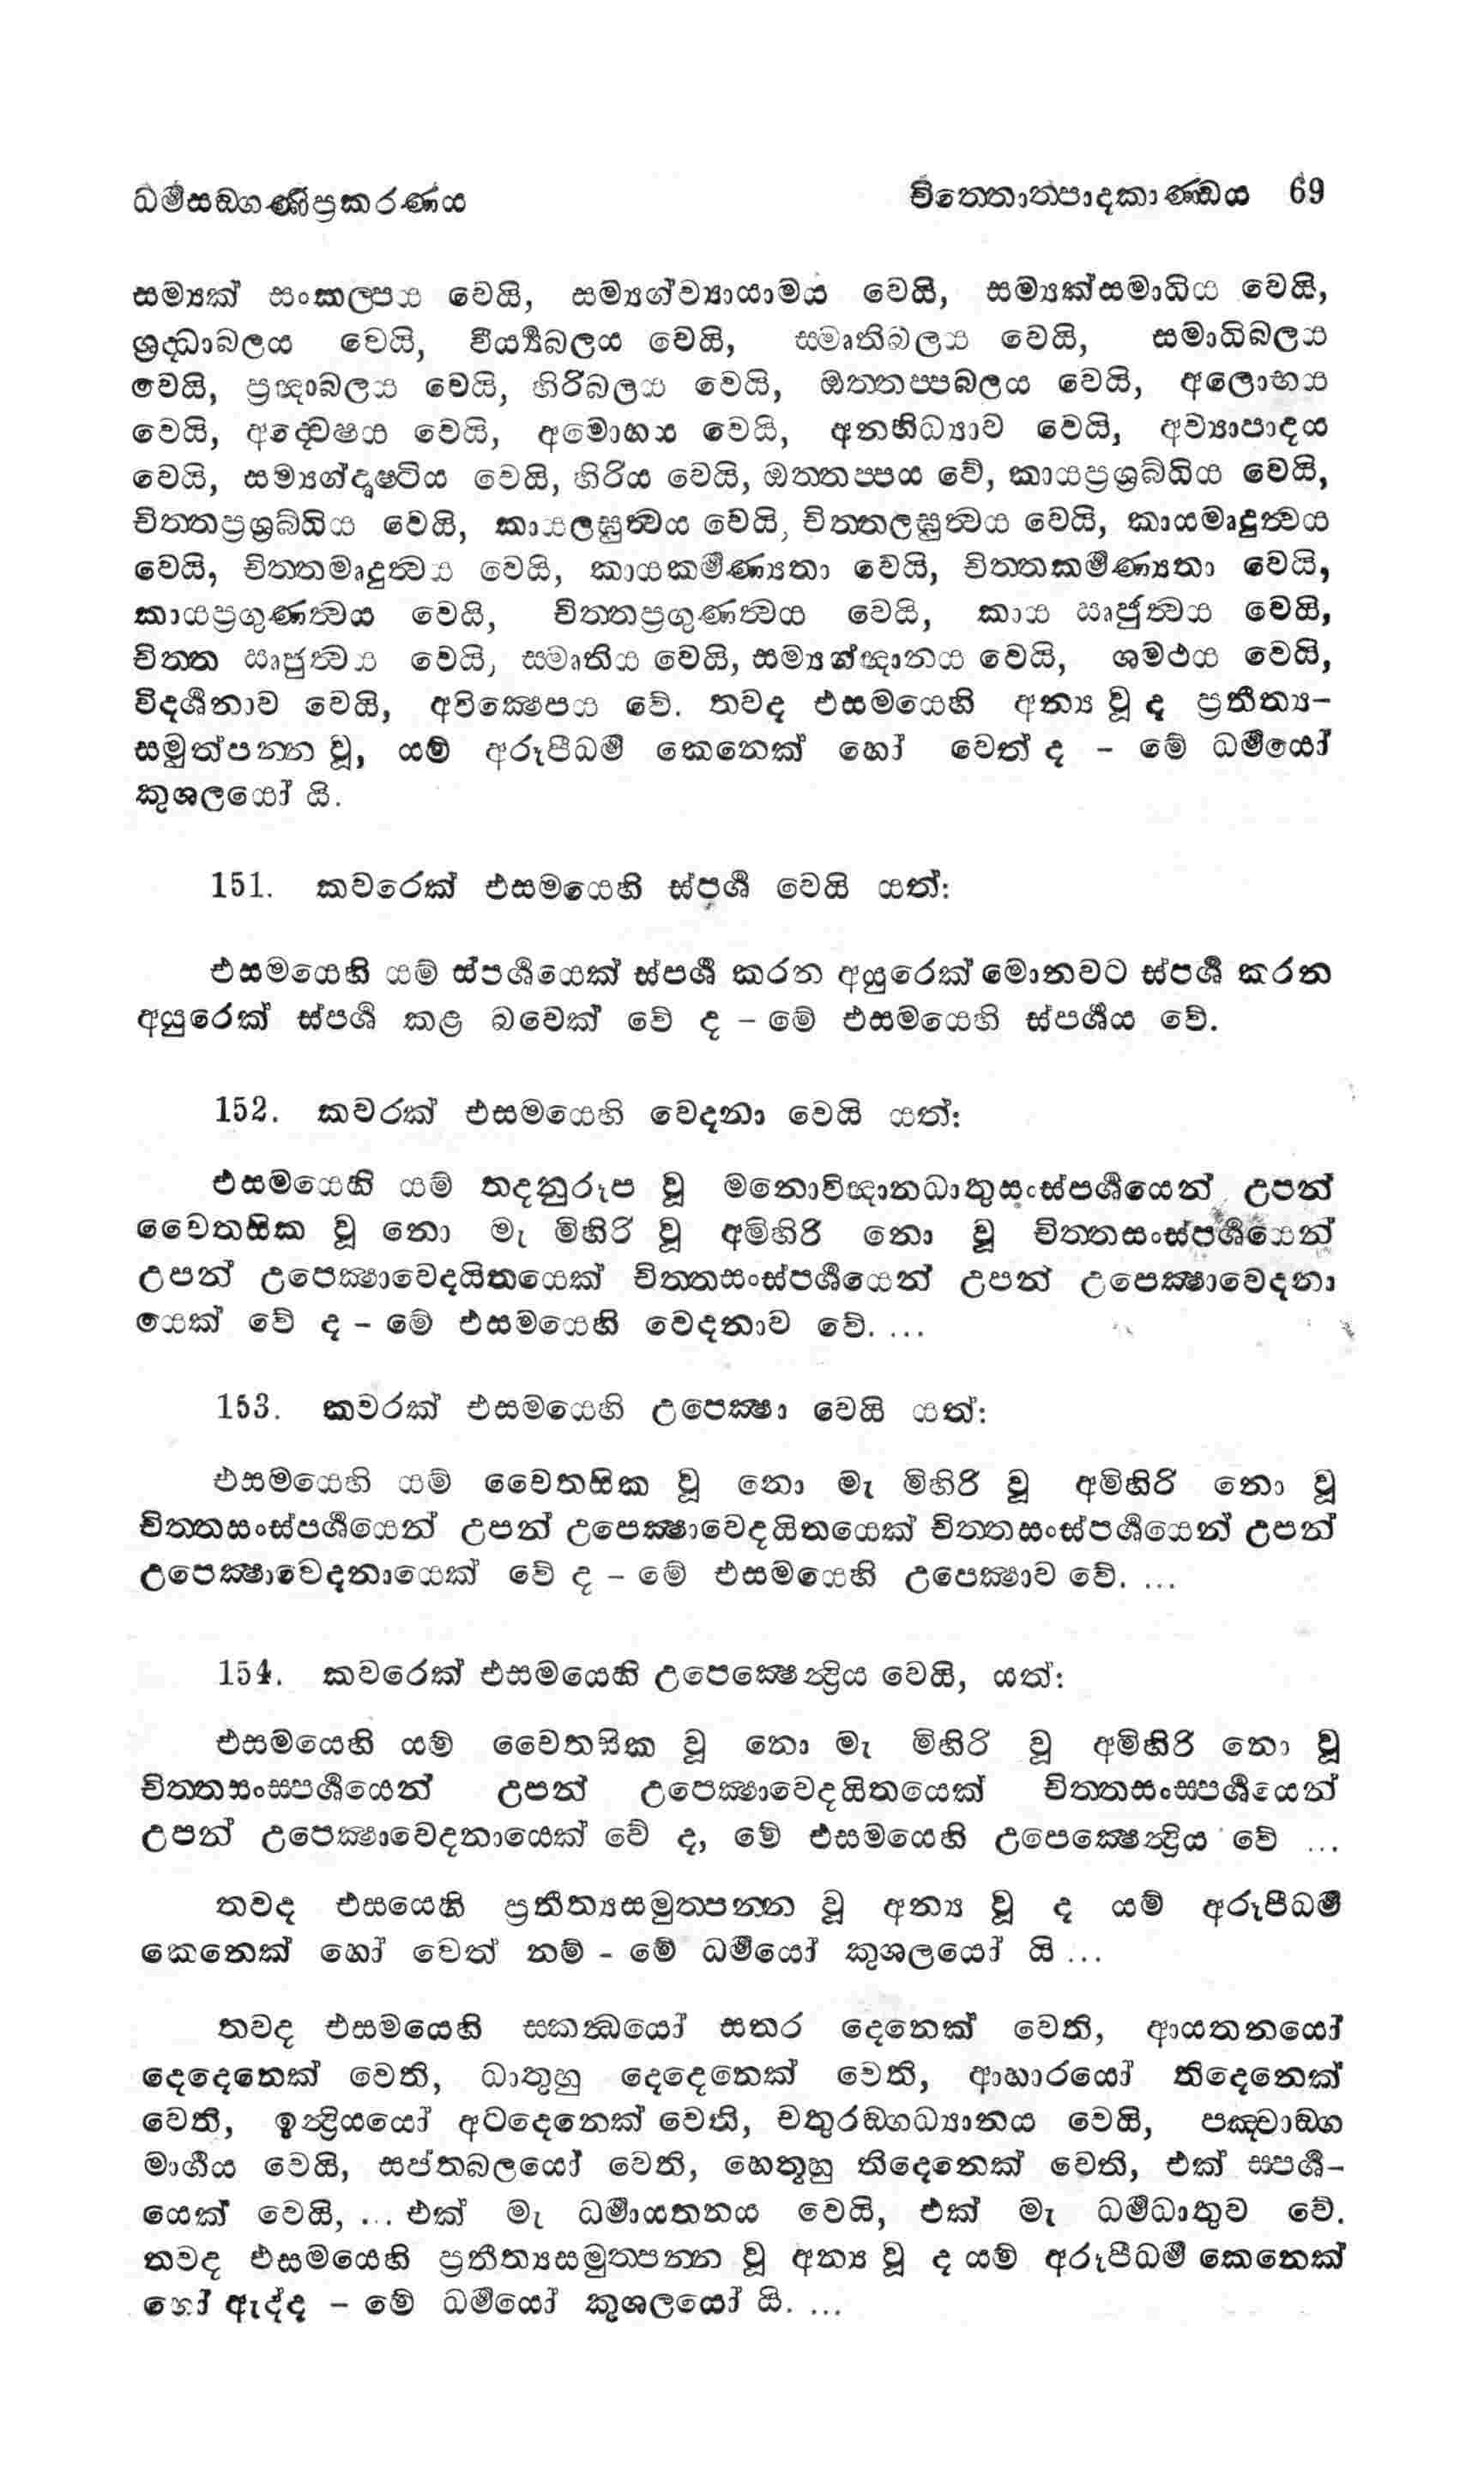 ධර්මසඞ්ගණීප්‍රකරණය චිත්තොත්පාදකාණ්ඩය 69
සම්‍යක් සංකල්පය වෙයි, සම්‍යග්ව්‍යායාමය වෙයි, සම්‍යක්සමාධිය වෙයි,
ශ්‍රද්ධාබලය වෙයි, වීර්‍ය්‍යබලය වෙයි, ස්මෘතිබලය වෙයි, සමාධිබලය
වෙයි, ප්‍රඥාබලය වෙයි, හිරිබලය වෙයි, ඔත්තප්පබලය වෙයි, අලොභය
වෙයි, අද්වේෂය වෙයි, අමොහය වෙයි, අනභිධ්‍යාව වෙයි, අව්‍යාපාදය
වෙයි, සම්‍යග්දෘෂ්ටිය වෙයි, හිරිය වෙයි, ඔත්තප්පය වේ, කායප්‍රශ්‍රබ්ධිය වෙයි,
චිත්තප්‍රශ්‍රබ්ධිය වෙයි, කායලඝුත්වය වෙයි, චිත්තලඝුත්වය වෙයි, කායමෘදුත්වය
වෙයි, චිත්තමෘදුත්වය වෙයි, කායකර්මණ්‍යතා වෙයි, චිත්තකර්මණ්‍යතා වෙයි,
කායප්‍රගුණත්වය වෙයි, චිත්තප්‍රගුණත්වය වෙයි, කාය ඍජුත්වය වෙයි,
චිත්ත ඍජුත්වය වෙයි, ස්මෘතිය වෙයි, සම්‍යග්ඥානය වෙයි, ශමථය වෙයි,
විදර්ශනාව වෙයි, අවික්ෂෙපය වේ. තවද එසමයෙහි අන්‍ය වූ ද ප්‍රතීත්‍ය-
සමුත්පන්න වූ, යම් අරූපීධර්ම කෙනෙක් හෝ වෙත් ද - මේ ධර්මයෝ
කුශලයෝ යි.
151. කවරෙක් එසමයෙහි ස්පර්ශ වෙයි යත්:
එසමයෙහි යම් ස්පර්ශයෙක් ස්පර්ශ කරන අයුරෙක් මොනවට ස්පර්ශ කරන
අයුරෙක් ස්පර්ශ කළ බවෙක් වේ ද - මේ එසමයෙහි ස්පර්ශය වේ.
152. කවරක් එසමයෙහි වෙදනා වෙයි යත්:
එසමයෙහි යම් තදනුරූප වූ මනොවිඥානධාතුසංස්පර්ශයෙන් උපන්
චෛතසික වූ නො මැ මිහිරි වූ අමිහිරි නො වූ චිත්තසංස්පර්ශයෙන්
උපන් උපෙක්ෂාවෙදයිතයෙක් චිත්තසංස්පර්ශයෙන් උපන් උපෙක්ෂාවෙදනා
යෙක් වේ ද - මේ එසමයෙහි වෙදනාව වේ. ...
153. කවරක් එසමයෙහි උපෙක්ෂා වෙයි යත්:
එසමයෙහි යම් චෛතසික වූ නො මැ මිහිරි වූ අමිහිරි නො වූ
චිත්තසංස්පර්ශයෙන් උපන් උපෙක්ෂාවෙදයිතයෙක් චිත්තසංස්පර්ශයෙන් උපන්
උපෙක්ෂාවෙදනායෙක් වේ ද - මේ එසමයෙහි උපෙක්ෂාව වේ. ...
154. කවරෙක් එසමයෙහි උපෙක්ෂෙන්ද්‍රිය වෙයි, යත්:
එසමයෙහි යම් චෛතසික වූ නො මැ මිහිරි වූ අමිහිරි නො වූ
චිත්තසංස්පර්ශයෙන් උපන් උපෙක්ෂාවෙදයිතයෙක් චිත්තසංස්පර්ශයෙන්
උපන් උපෙක්ෂාවෙදනායෙක් වේ ද, මේ එසමයෙහි උපෙක්ෂෙන්ද්‍රිය වේ ...
තවද එසයෙහි ප්‍රතීත්‍යසමුත්පන්න වූ අන්‍ය වූ ද යම් අරූපීධර්ම
කෙනෙක් හෝ වෙත් නම් - මේ ධර්මයෝ කුශලයෝ යි ...
තවද එසමයෙහි ස්කන්ධයෝ සතර දෙනෙක් වෙති, ආයතනයෝ
දෙදෙනෙක් වෙති, ධාතුහු දෙදෙනෙක් වෙති, ආහාරයෝ තිදෙනෙක්
වෙති, ඉන්ද්‍රියයෝ අටදෙනෙක් වෙති, චතුරඞ්ගධ්‍යානය වෙයි, පඤ්චාඞ්ග
මාර්ගය වෙයි, සප්තබලයෝ වෙති, හෙතුහු තිදෙනෙක් වෙති, එක් ස්පර්ශ-
යෙක් වෙයි, ... එක් මැ ධර්මායතනය වෙයි, එක් මැ ධර්මධාතුව වේ.
තවද එසමයෙහි ප්‍රතීත්‍යසමුත්පන්න වූ අන්‍ය වූ ද යම් අරූපීධර්ම කෙනෙක්
හෝ ඇද්ද - මේ ධර්මයෝ කුශලයෝ යි. ...